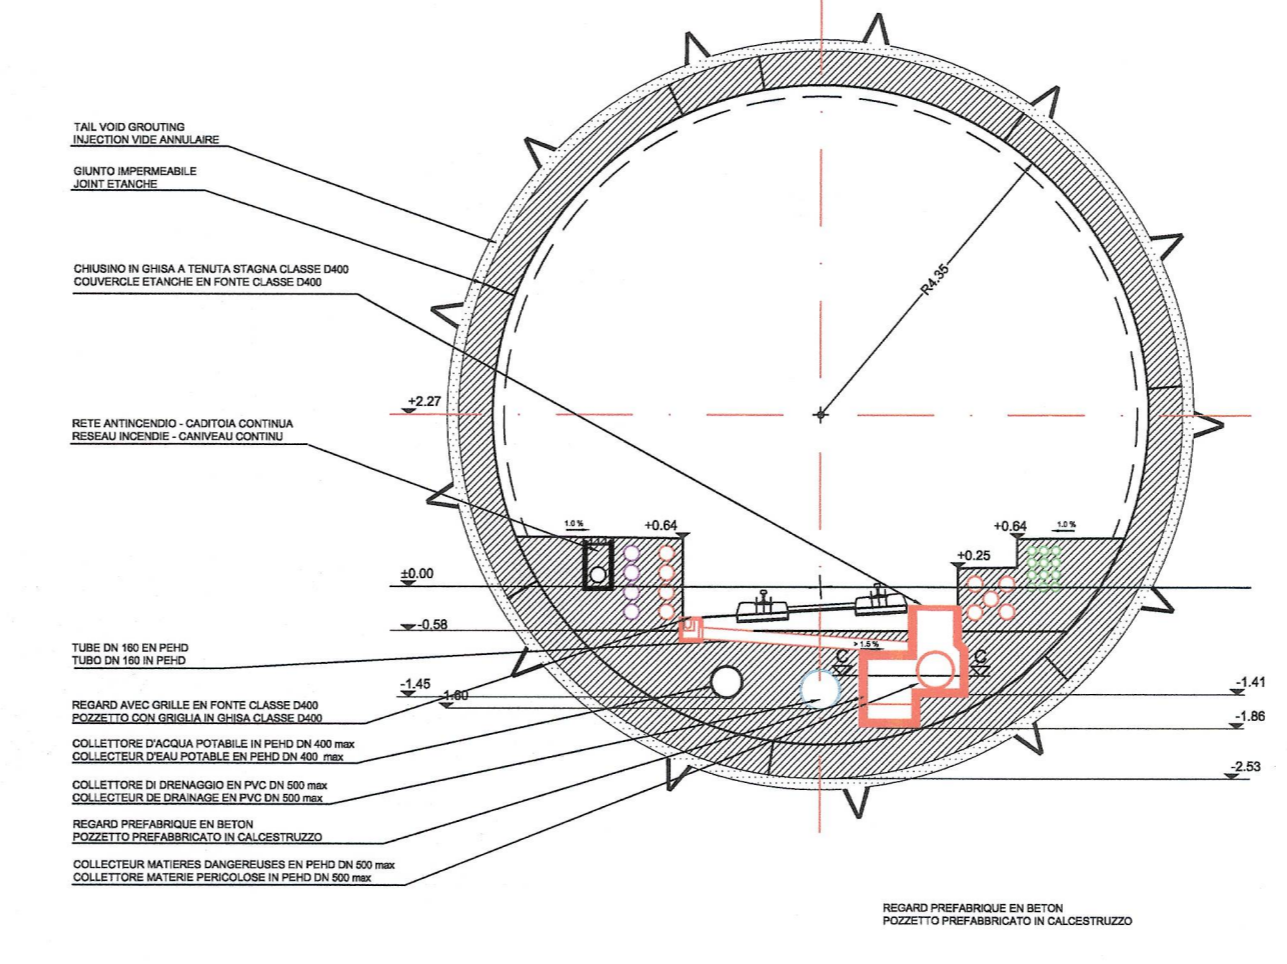 TAIL VOID GROUTING
INJECTION VIDE ANNULAIRE
GIUNTO IMPERMEABILE
JOINT ETANCHE
CHIUSINO IN GHISA A TENUTA STAGNA CLASSE D400
COUVERCLE ETANCHE EN FONTE CLASSE D400
R4.35
+2.27
RETE ANTINCENDIO - CADITOIA CONTINUA
RESEAU INCENDIE - CANIVEAU CONTINU
1.0 %
+0.64
+0.64
1.0 %
+0.25
±0.00
-0.58
TUBE DN 160 EN PEHD
TUBO DN 160 IN PEHD
1.5 %
C
C
-1.45
-1.60
-1.41
REGARD AVEC GRILLE EN FONTE CLASSE D400
POZZETTO CON GRIGLIA IN GHISA CLASSE D400
-1.86
COLLETTORE D'ACQUA POTABILE IN PEHD DN 400 max
COLLECTEUR D'EAU POTABLE EN PEHD DN 400 max
-2.53
COLLETTORE DI DRENAGGIO EN PVC DN 500 max
COLLECTEUR DE DRAINAGE EN PVC DN 500 max
REGARD PREFABRIQUE EN BETON
POZZETTO PREFABBRICATO IN CALCESTRUZZO
COLLECTEUR MATIERES DANGEREUSES EN PEHD DN 500 max
COLLETTORE MATERIE PERICOLOSE IN PEHD DN 500 max
REGARD PREFABRIQUE EN BETON
POZZETTO PREFABBRICATO IN CALCESTRUZZO